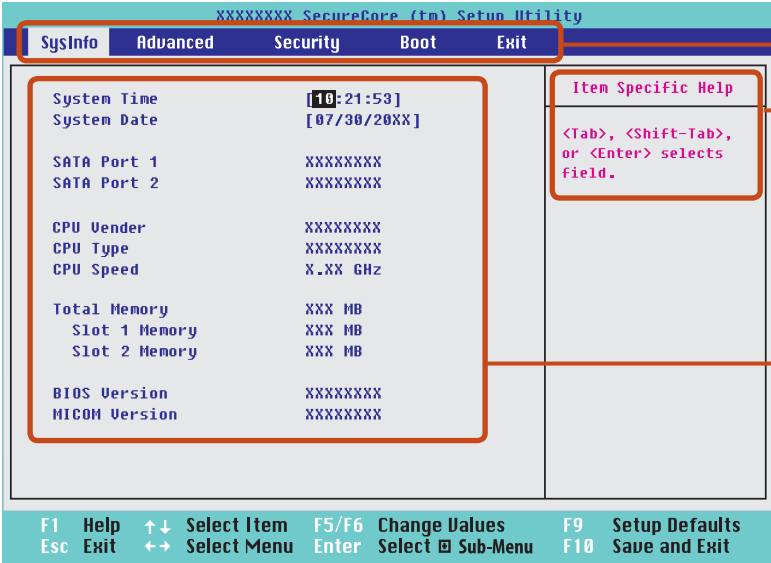 XXXXXXXX SecureCore (tm) Setup Utility
SysInfo Advanced Security Boot Exit
System Time [10:21:53]
System Date [07/30/20XX]
SATA Port 1 XXXXXXXX
SATA Port 2 XXXXXXXX
CPU Vender XXXXXXXX
CPU Type XXXXXXXX
CPU Speed X.XX GHz
Total Memory XXX MB
Slot 1 Memory XXX MB
Slot 2 Memory XXX MB
BIOS Version XXXXXXXX
MICOM Version XXXXXXXX
Item Specific Help
<Tab>, <Shift-Tab>,
or <Enter> selects
field.
F1 Help ↑↓ Select Item F5/F6 Change Values F9 Setup Defaults
Esc Exit ←→ Select Menu Enter Select Sub-Menu F10 Save and Exit